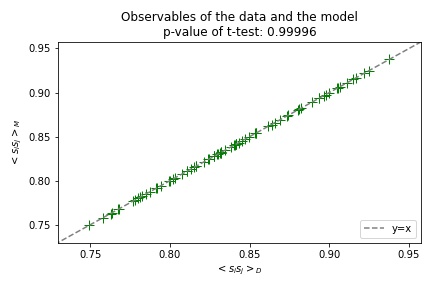 Observables of the data and the model
p-value of t-test: 0.99996
0.95
0.90
0.85
0.80
0.75
< s_i s_j >_M
y=x
0.75
0.80
0.85
0.90
0.95
< s_i s_j >_D